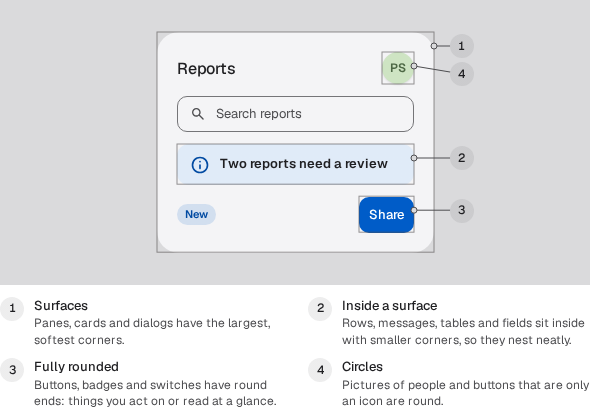 Reports
PS
1
4
Search reports
Two reports need a review
2
New
Share
3
1 Surfaces
Panes, cards and dialogs have the largest,
softest corners.
2 Inside a surface
Rows, messages, tables and fields sit inside
with smaller corners, so they nest neatly.
3 Fully rounded
Buttons, badges and switches have round
ends: things you act on or read at a glance.
4 Circles
Pictures of people and buttons that are only
an icon are round.